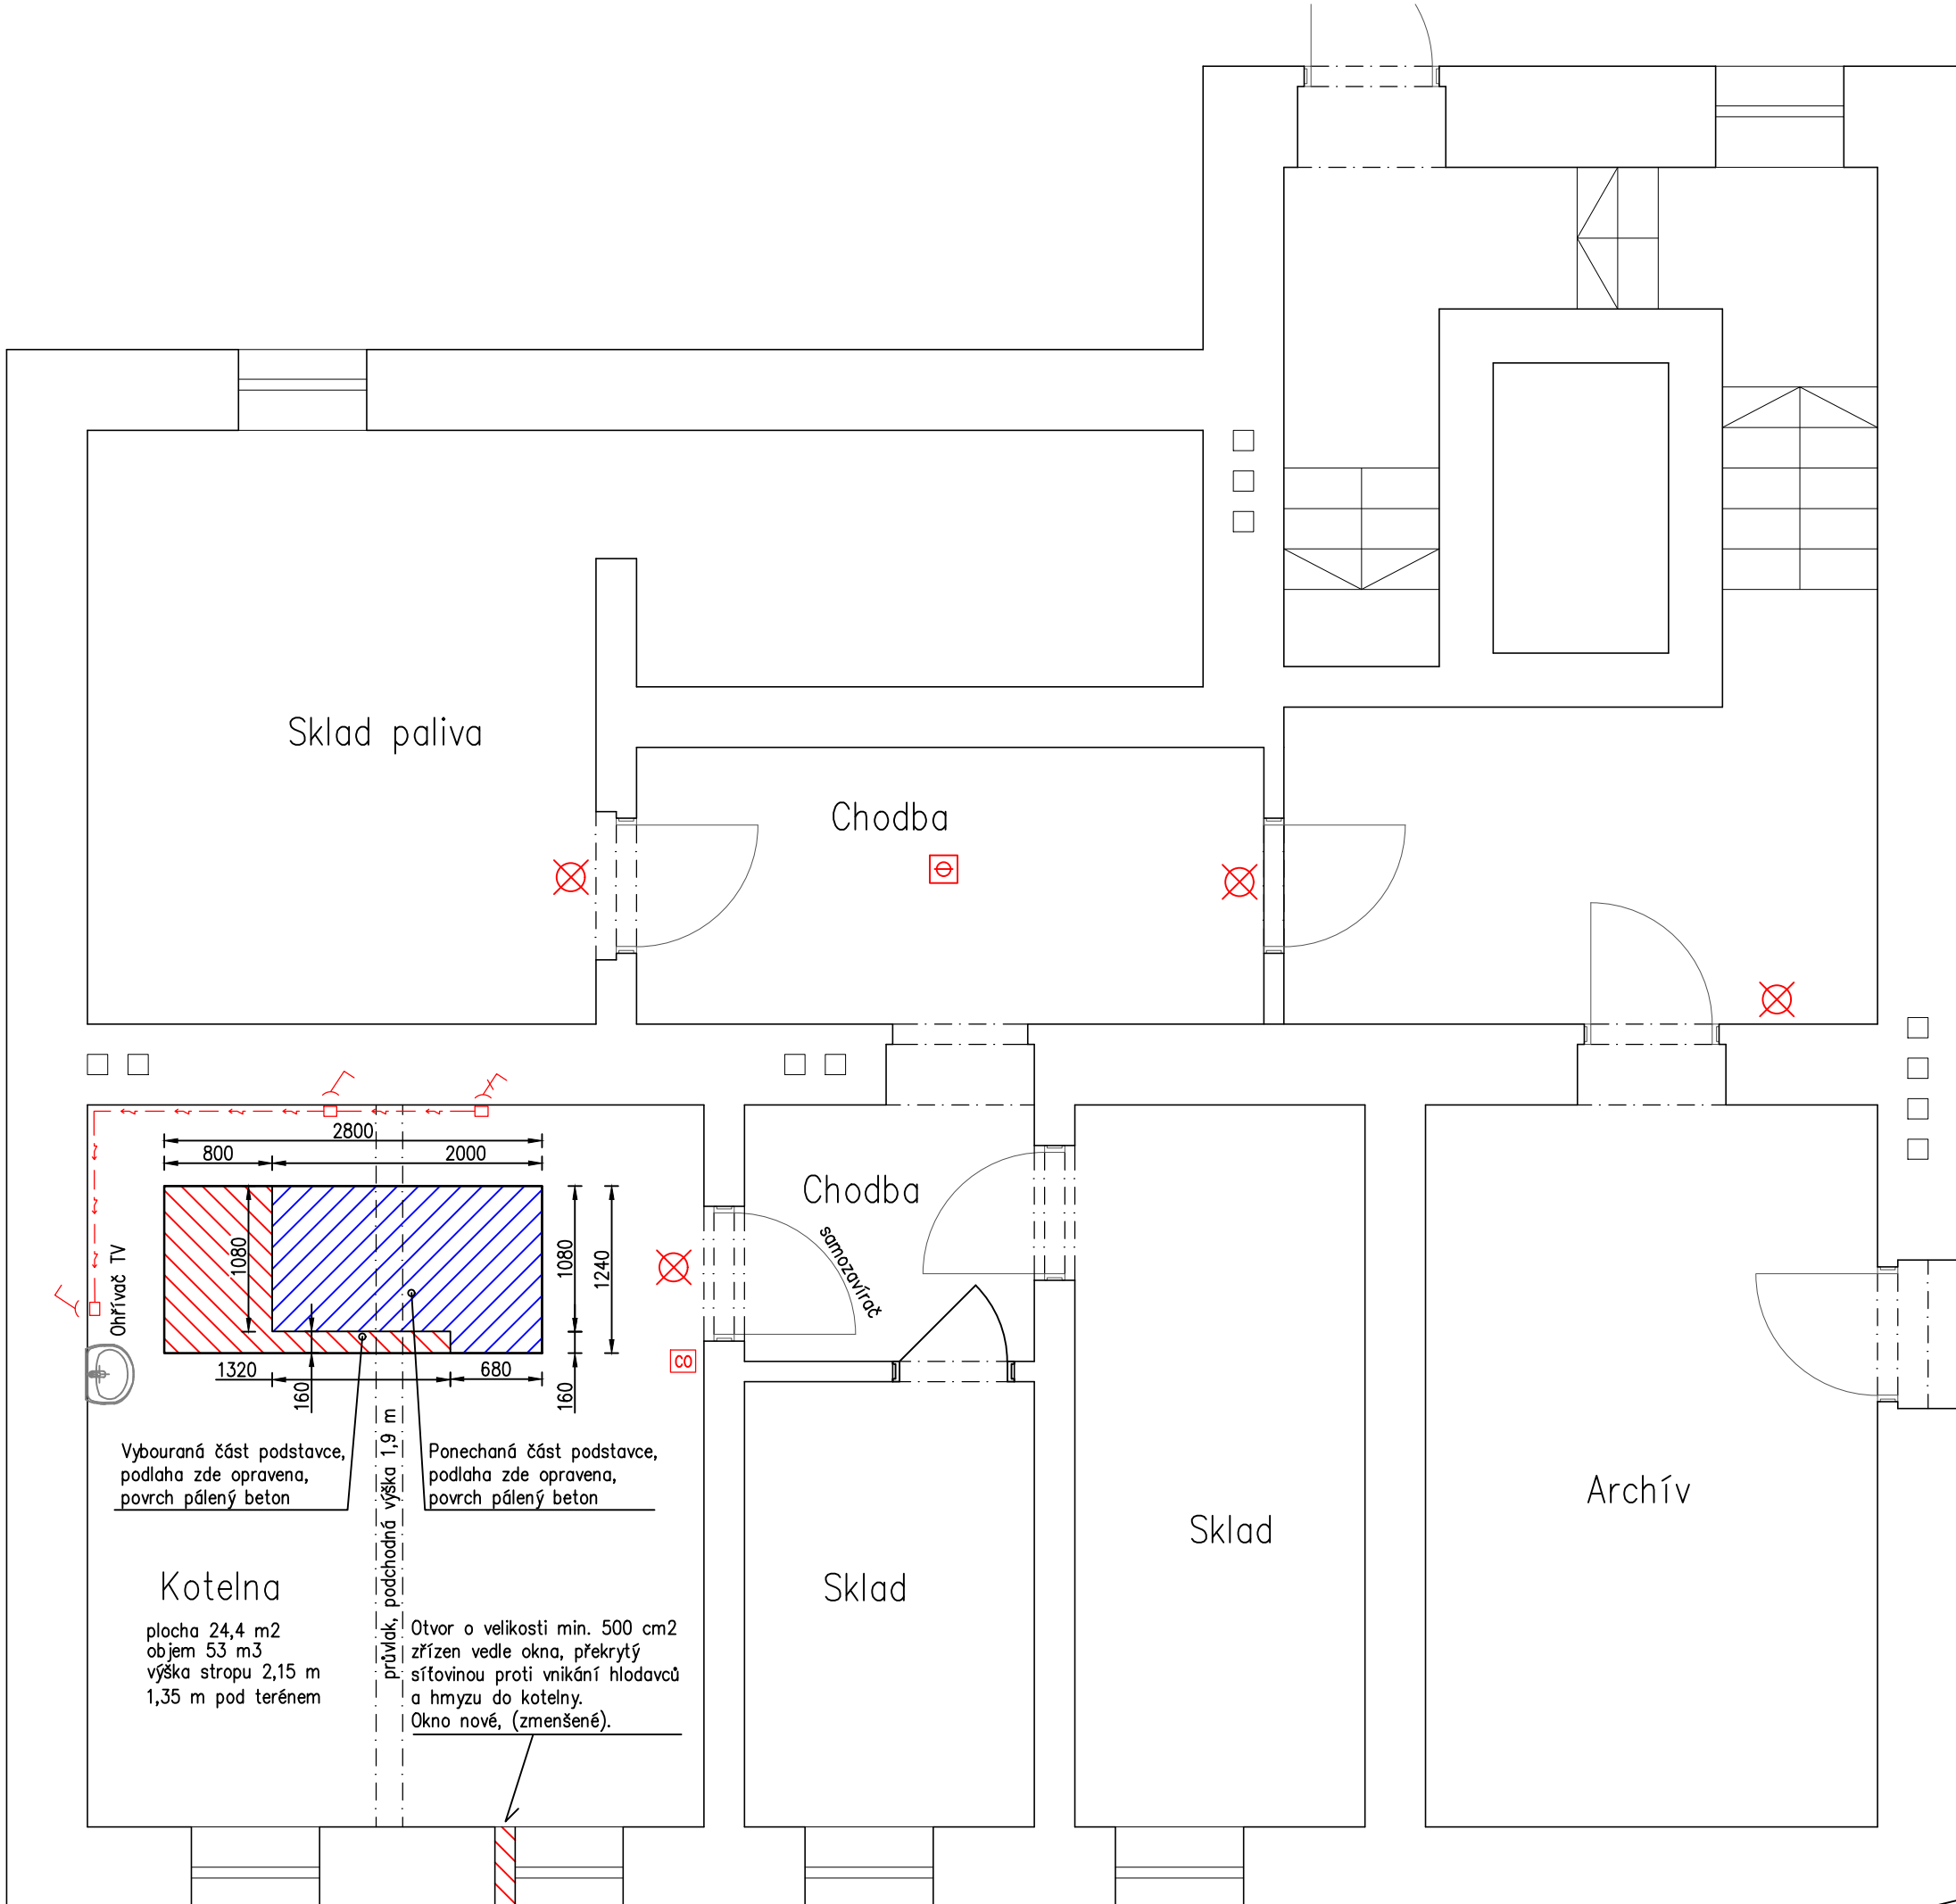 Sklad paliva
Chodba
2800
800
2000
1080
1080
1240
Chodba
samozavírač
Ohřívač TV
CO
1320
680
160
160
Vybouraná část podstavce,
podlaha zde opravena,
povrch pálený beton
Ponechaná část podstavce,
podlaha zde opravena,
povrch pálený beton
průvlak, podchodná výška 1,9 m
Archív
Sklad
Sklad
Kotelna
plocha 24,4 m2
objem 53 m3
výška stropu 2,15 m
1,35 m pod terénem
Otvor o velikosti min. 500 cm2
zřízen vedle okna, překrytý
síťovinou proti vnikání hlodavců
a hmyzu do kotelny.
Okno nové, (zmenšené).